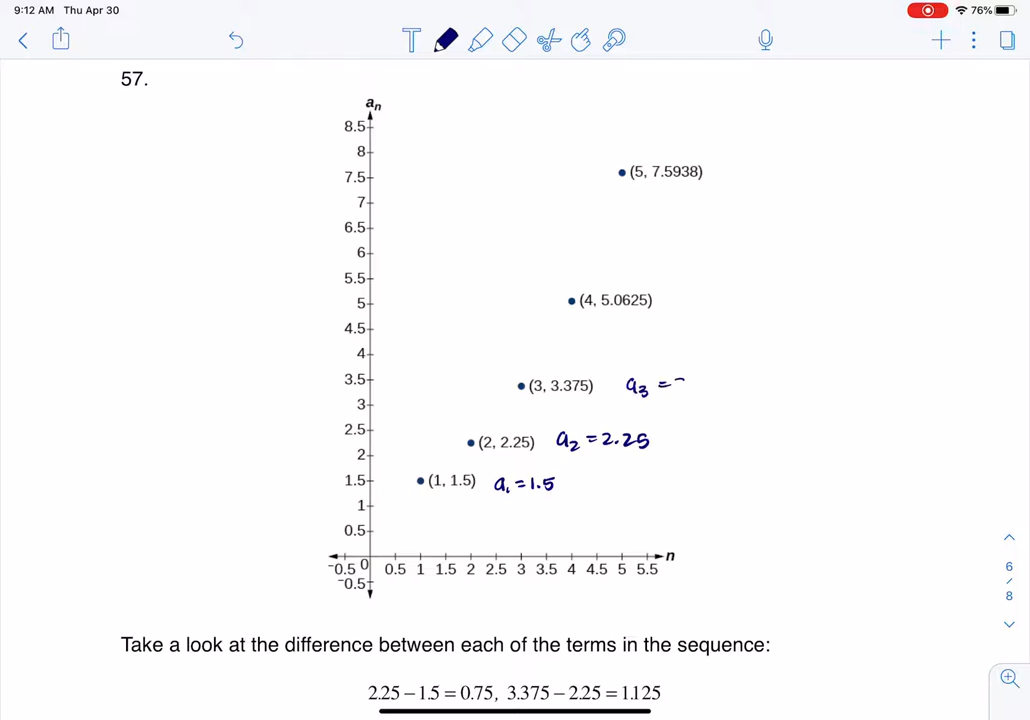 9:12 AM Thu Apr 30
76%
T
57.
aₙ
8.5
8
7.5
(5, 7.5938)
7
6.5
6
5.5
5
(4, 5.0625)
4.5
4
3.5
(3, 3.375) a₃ =
3
2.5
(2, 2.25) a₂ = 2.25
2
1.5
(1, 1.5) a₁ = 1.5
1
0.5
n
-0.5 0 0.5 1 1.5 2 2.5 3 3.5 4 4.5 5 5.5
-0.5
6
/
8
Take a look at the difference between each of the terms in the sequence:
2.25 – 1.5 = 0.75, 3.375 – 2.25 = 1.125